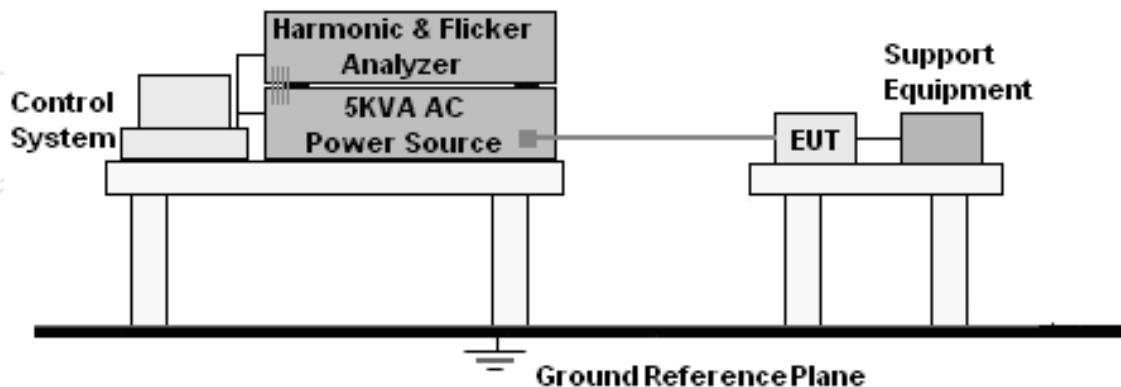 Harmonic & Flicker
Analyzer
Support
Equipment
Control
System
5KVA AC
Power Source
EUT
Ground Reference Plane